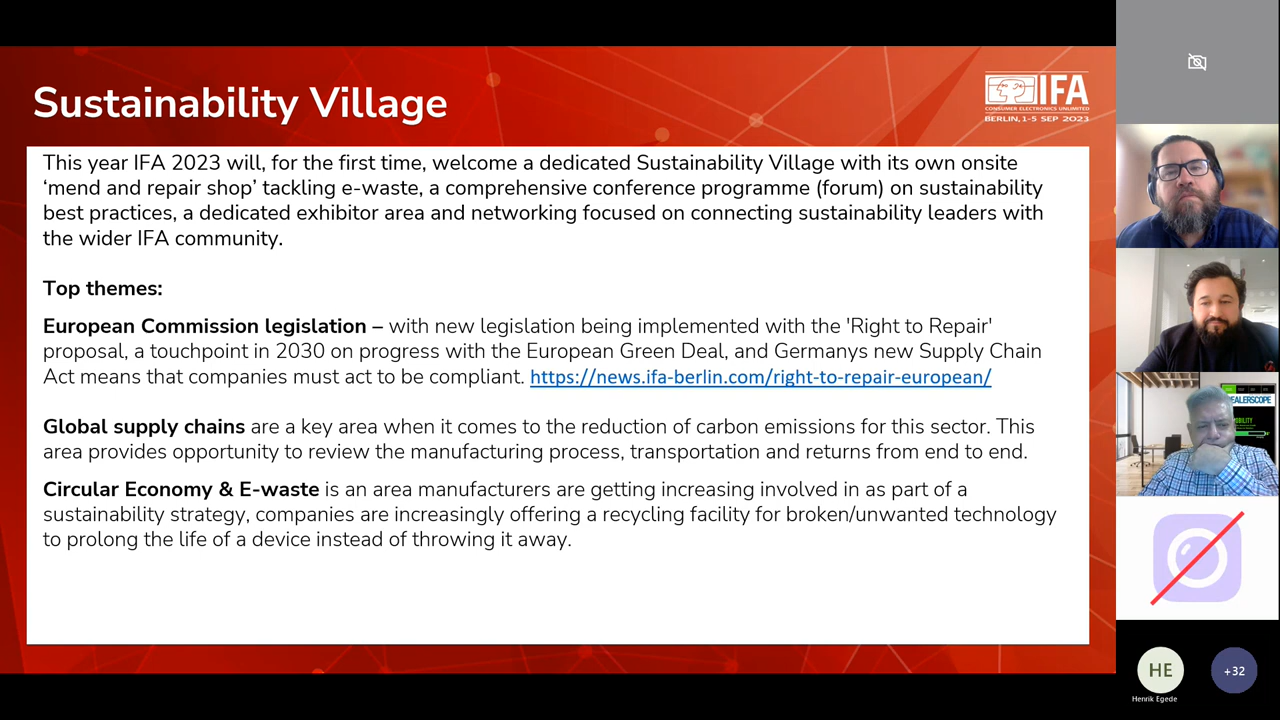 Sustainability Village
IFA
CONSUMER ELECTRONICS UNLIMITED
BERLIN, 1-5 SEP 2023
This year IFA 2023 will, for the first time, welcome a dedicated Sustainability Village with its own onsite
‘mend and repair shop’ tackling e-waste, a comprehensive conference programme (forum) on sustainability
best practices, a dedicated exhibitor area and networking focused on connecting sustainability leaders with
the wider IFA community.
Top themes:
European Commission legislation – with new legislation being implemented with the 'Right to Repair'
proposal, a touchpoint in 2030 on progress with the European Green Deal, and Germanys new Supply Chain
Act means that companies must act to be compliant. https://news.ifa-berlin.com/right-to-repair-european/
Global supply chains are a key area when it comes to the reduction of carbon emissions for this sector. This
area provides opportunity to review the manufacturing process, transportation and returns from end to end.
Circular Economy & E-waste is an area manufacturers are getting increasing involved in as part of a
sustainability strategy, companies are increasingly offering a recycling facility for broken/unwanted technology
to prolong the life of a device instead of throwing it away.
EALERSCOPE
HE
+32
Henrik Egede